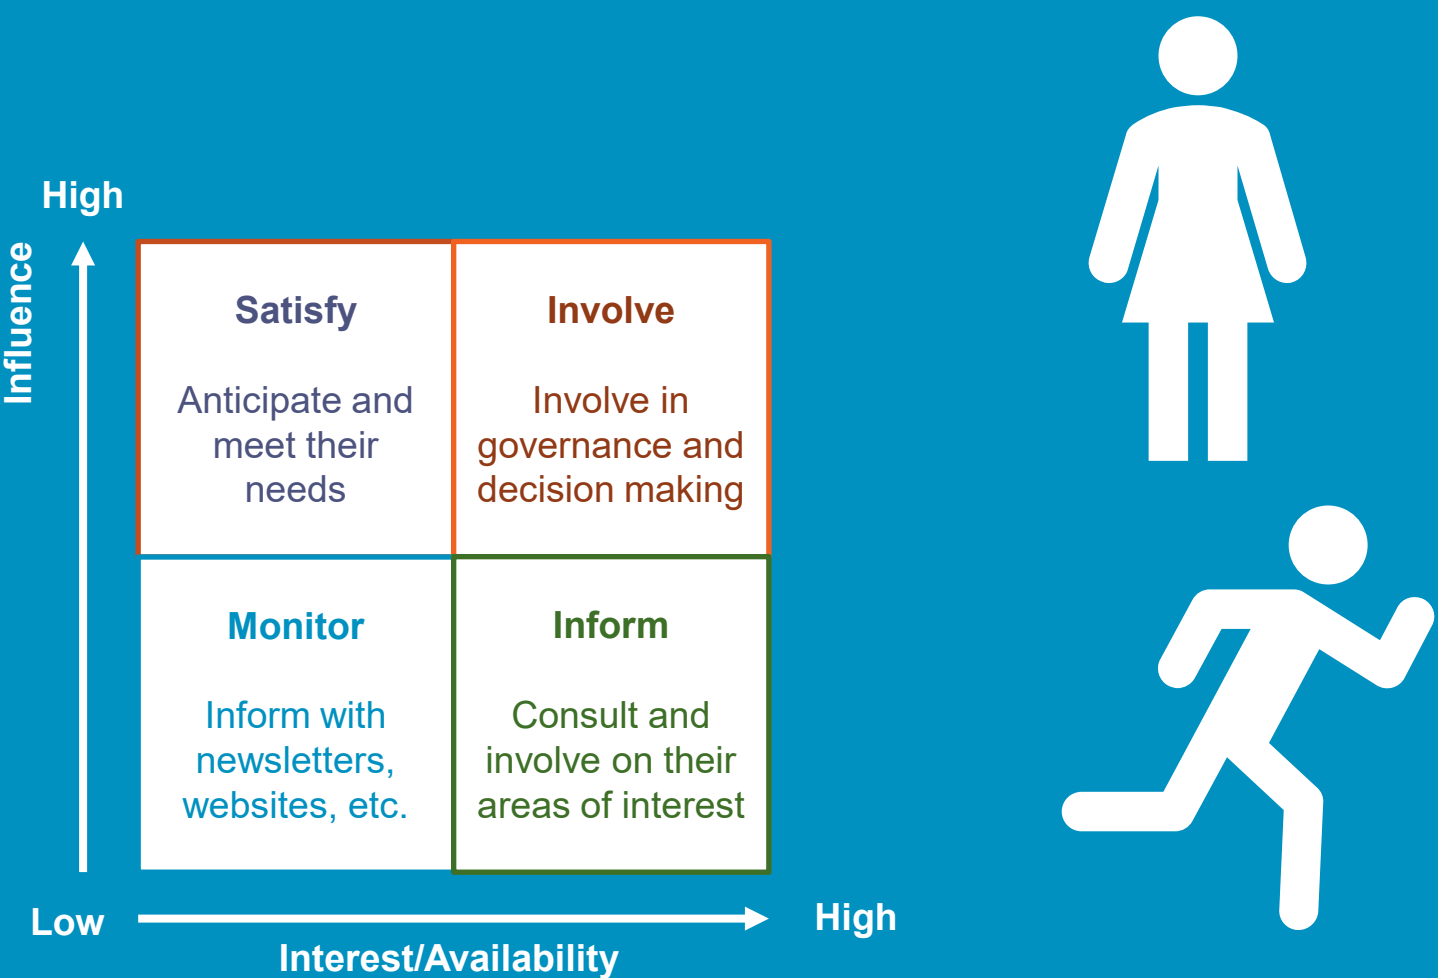 High
Influence
Satisfy
Anticipate and
meet their
needs
Involve
Involve in
governance and
decision making
Monitor
Inform with
newsletters,
websites, etc.
Inform
Consult and
involve on their
areas of interest
Low
High
Interest/Availability